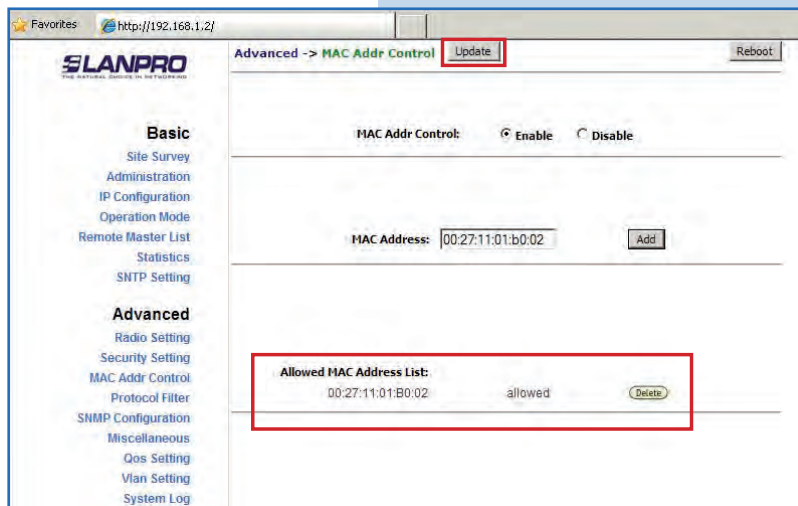 Favorites http://192.168.1.2/
LANPRO
THE NATURAL CHOICE IN NETWORKING
Advanced -> MAC Addr Control Update Reboot
Basic
Site Survey
Administration
IP Configuration
Operation Mode
Remote Master List
Statistics
SNTP Setting
Advanced
Radio Setting
Security Setting
MAC Addr Control
Protocol Filter
SNMP Configuration
Miscellaneous
Qos Setting
Vlan Setting
System Log
MAC Addr Control: Enable Disable
MAC Address: 00:27:11:01:b0:02 Add
Allowed MAC Address List:
00:27:11:01:B0:02 allowed Delete